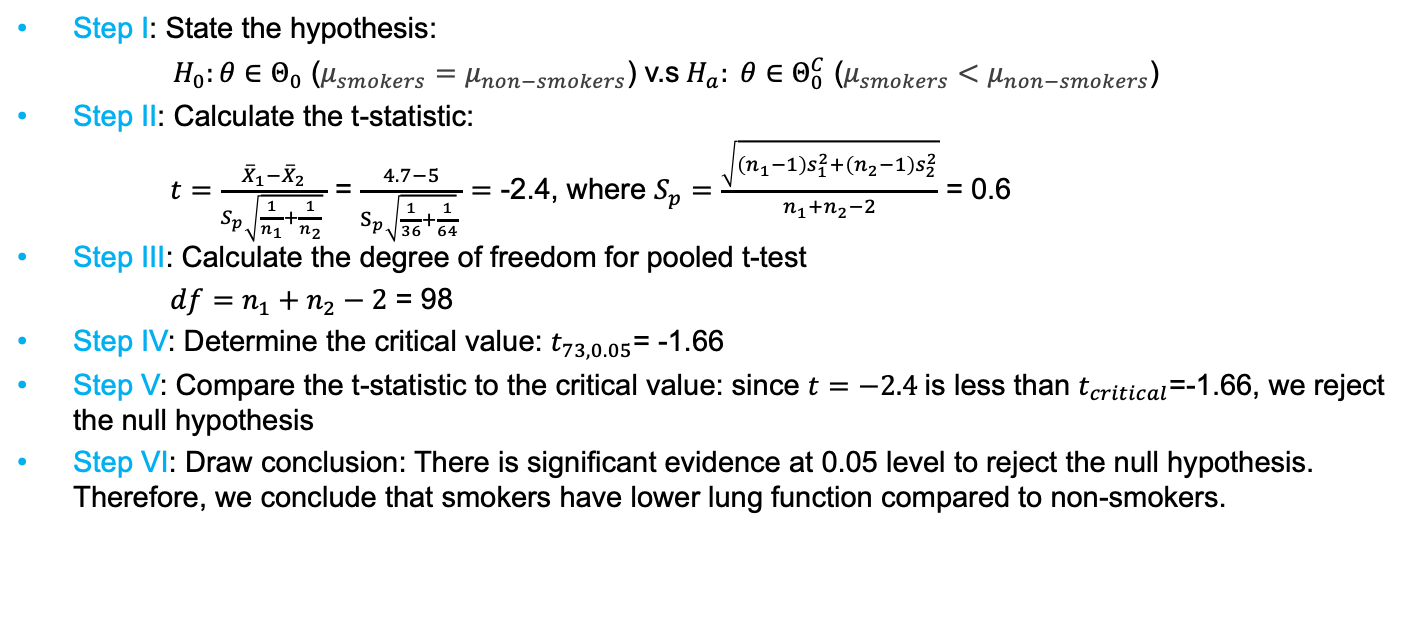 • Step I: State the hypothesis:
H₀: θ ∈ Θ₀ (μ_smokers = μ_non−smokers) v.s Hₐ: θ ∈ Θ₀ᶜ (μ_smokers < μ_non−smokers)
• Step II: Calculate the t-statistic:
t = (X̄₁−X̄₂)/(S_p√(1/n₁+1/n₂)) = (4.7−5)/(S_p√(1/36+1/64)) = -2.4, where S_p = √((n₁−1)s₁²+(n₂−1)s₂²)/(n₁+n₂−2) = 0.6
• Step III: Calculate the degree of freedom for pooled t-test
df = n₁ + n₂ − 2 = 98
• Step IV: Determine the critical value: t_73,0.05= -1.66
• Step V: Compare the t-statistic to the critical value: since t = −2.4 is less than t_critical=-1.66, we reject
the null hypothesis
• Step VI: Draw conclusion: There is significant evidence at 0.05 level to reject the null hypothesis.
Therefore, we conclude that smokers have lower lung function compared to non-smokers.